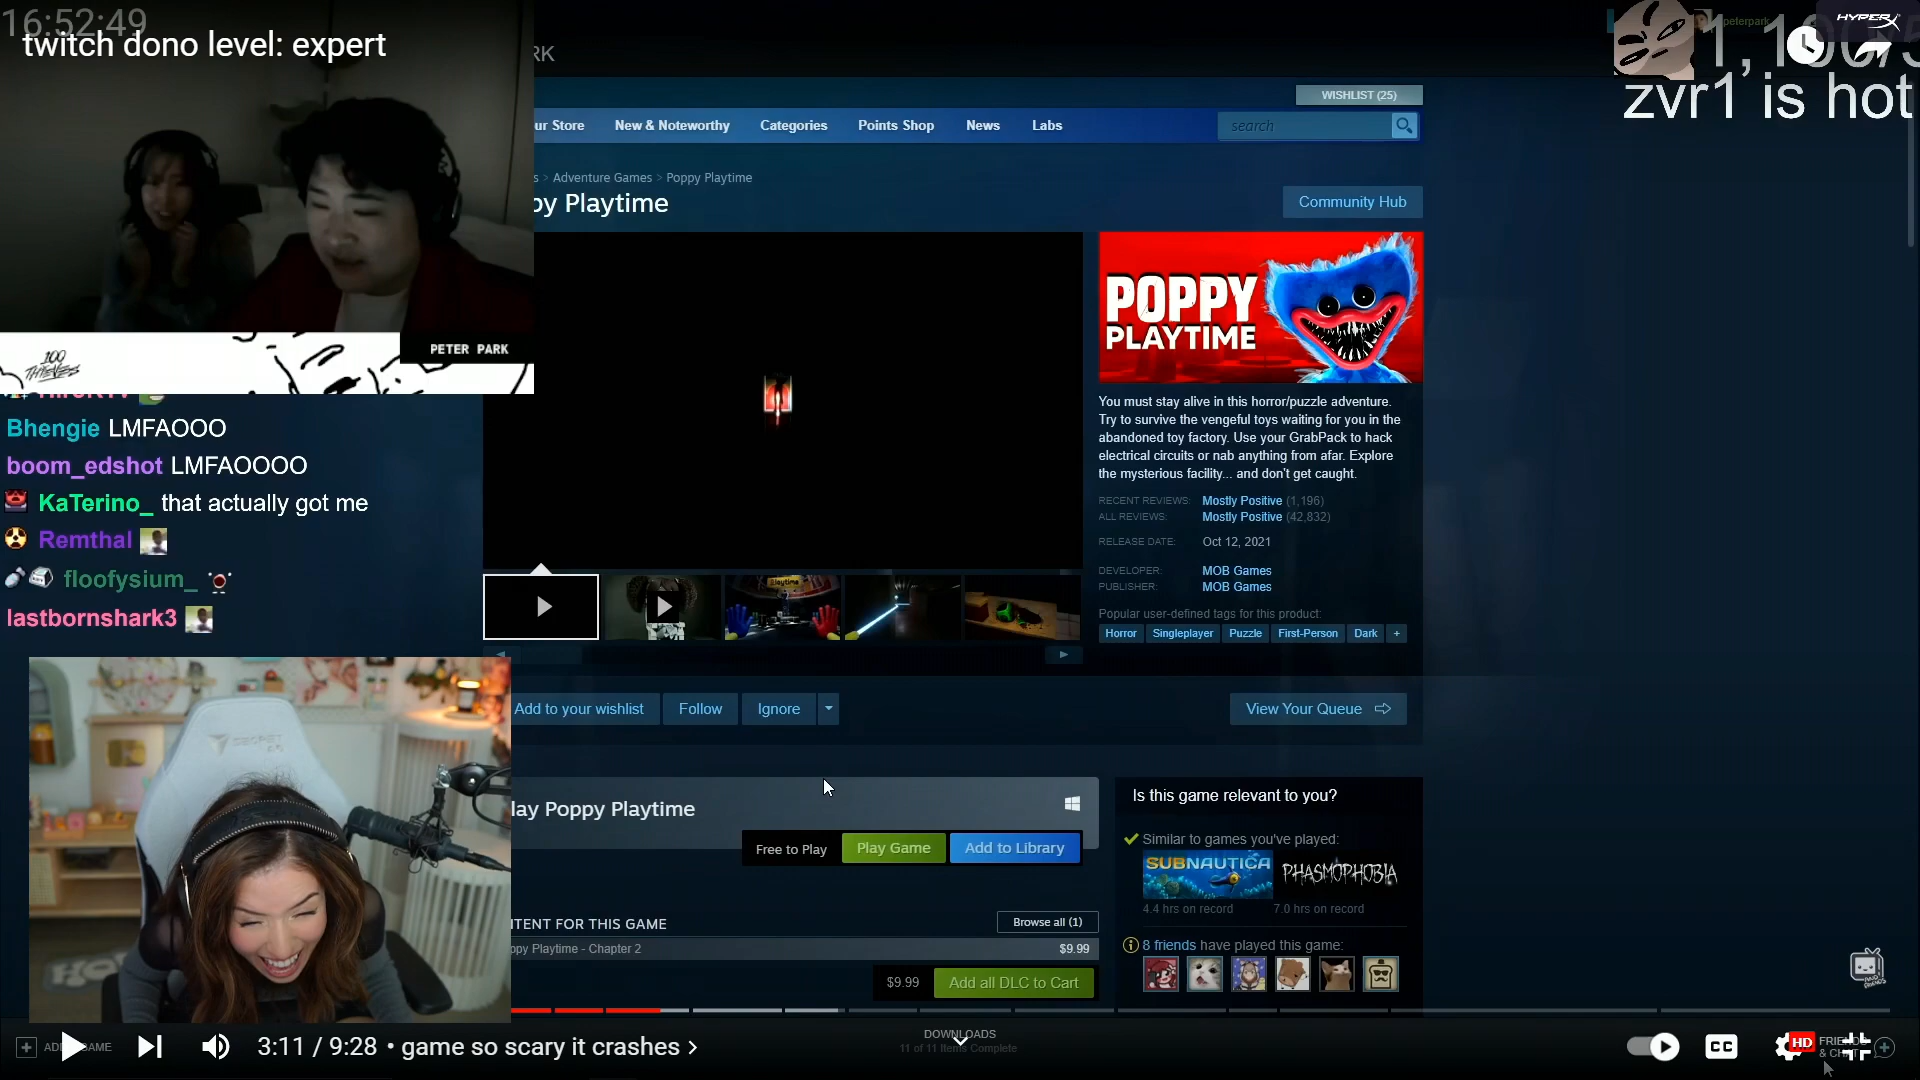 16:52:49
twitch dono level: expert
RK
peterpark
HYPERX
zvr1 is hot
WISHLIST (25)
ur Store
New & Noteworthy
Categories
Points Shop
News
Labs
search
s > Adventure Games > Poppy Playtime
py Playtime
Community Hub
POPPY
PLAYTIME
PETER PARK
100
THIEVES
Bhengie LMFAOOO
boom_edshot LMFAOOOO
KaTerino_ that actually got me
Remthal
floofysium_
lastbornshark3
You must stay alive in this horror/puzzle adventure.
Try to survive the vengeful toys waiting for you in the
abandoned toy factory. Use your GrabPack to hack
electrical circuits or nab anything from afar. Explore
the mysterious facility... and don't get caught.
RECENT REVIEWS: Mostly Positive (1,196)
ALL REVIEWS: Mostly Positive (42,832)
RELEASE DATE: Oct 12, 2021
DEVELOPER: MOB Games
PUBLISHER: MOB Games
Popular user-defined tags for this product:
Horror
Singleplayer
Puzzle
First-Person
Dark
+
Add to your wishlist
Follow
Ignore
View Your Queue
lay Poppy Playtime
Free to Play
Play Game
Add to Library
Is this game relevant to you?
Similar to games you've played:
SUBNAUTICA
PHASMOPHOBIA
4.4 hrs on record
7.0 hrs on record
8 friends have played this game:
NTENT FOR THIS GAME
Browse all (1)
ppy Playtime - Chapter 2
$9.99
$9.99
Add all DLC to Cart
3:11 / 9:28 • game so scary it crashes >
DOWNLOADS
11 of 11 Items Complete
CC
HD